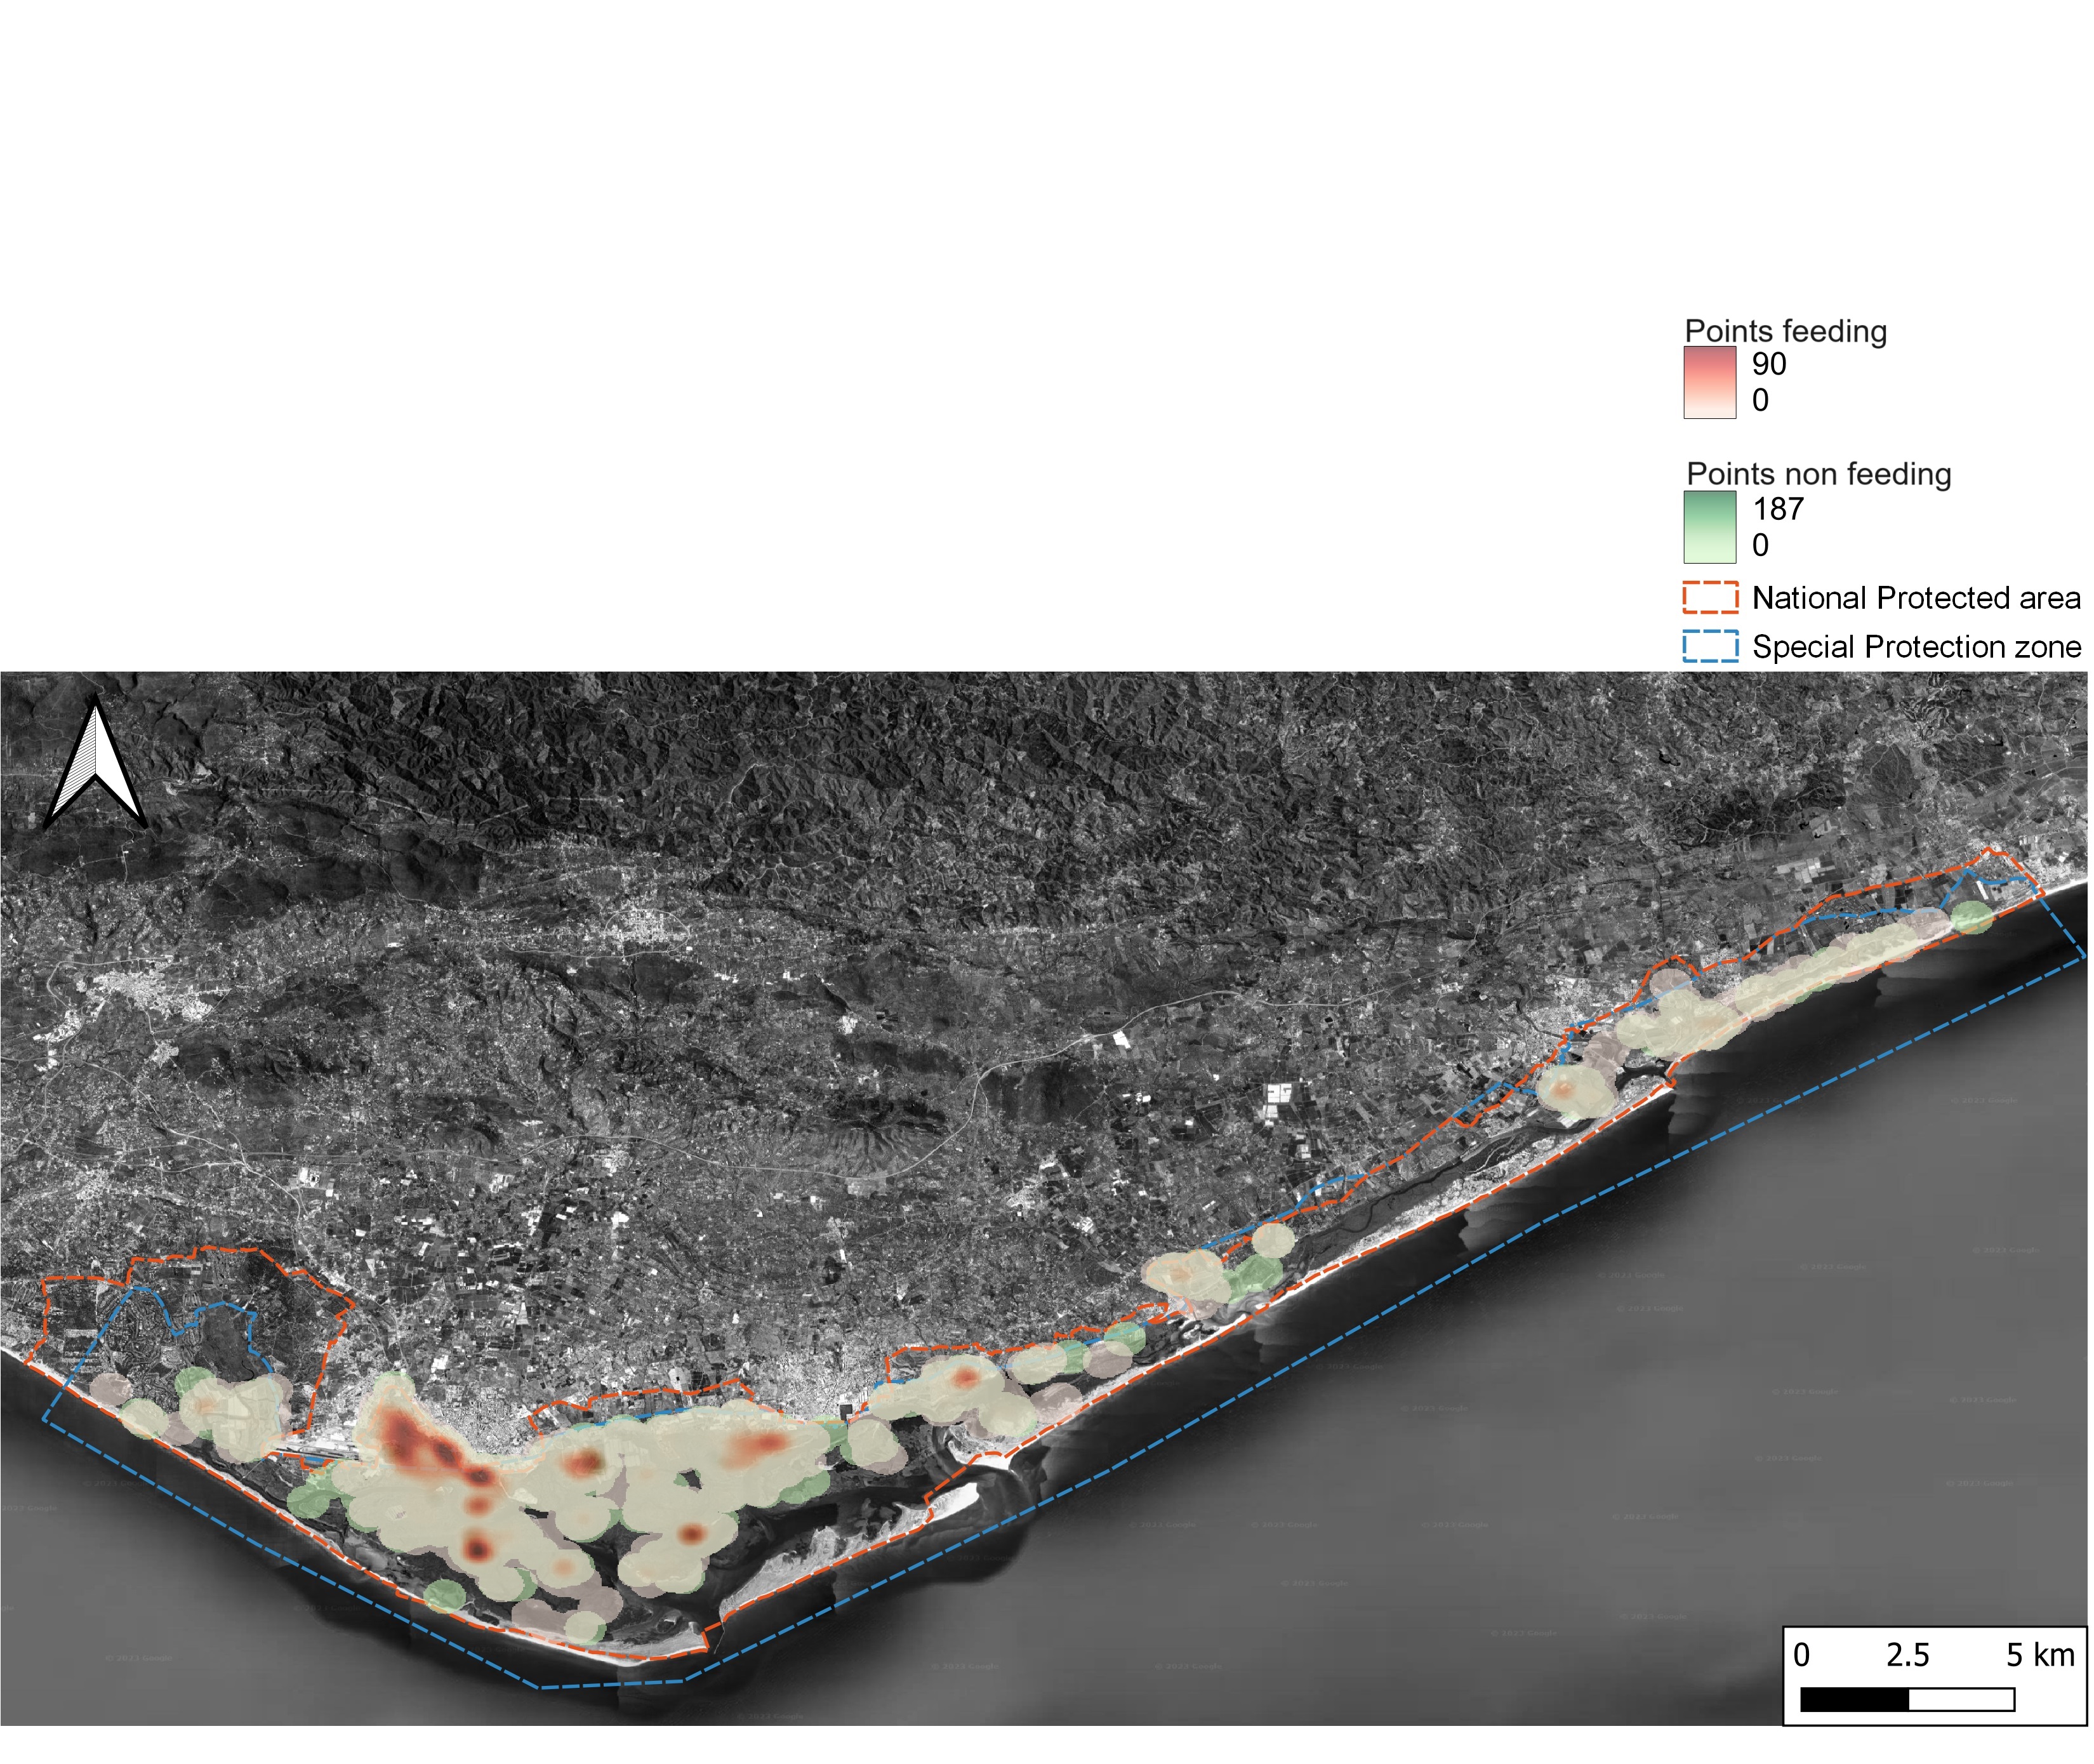 Points feeding
90
0
Points non feeding
187
0
National Protected area
Special Protection zone
0 2.5 5 km